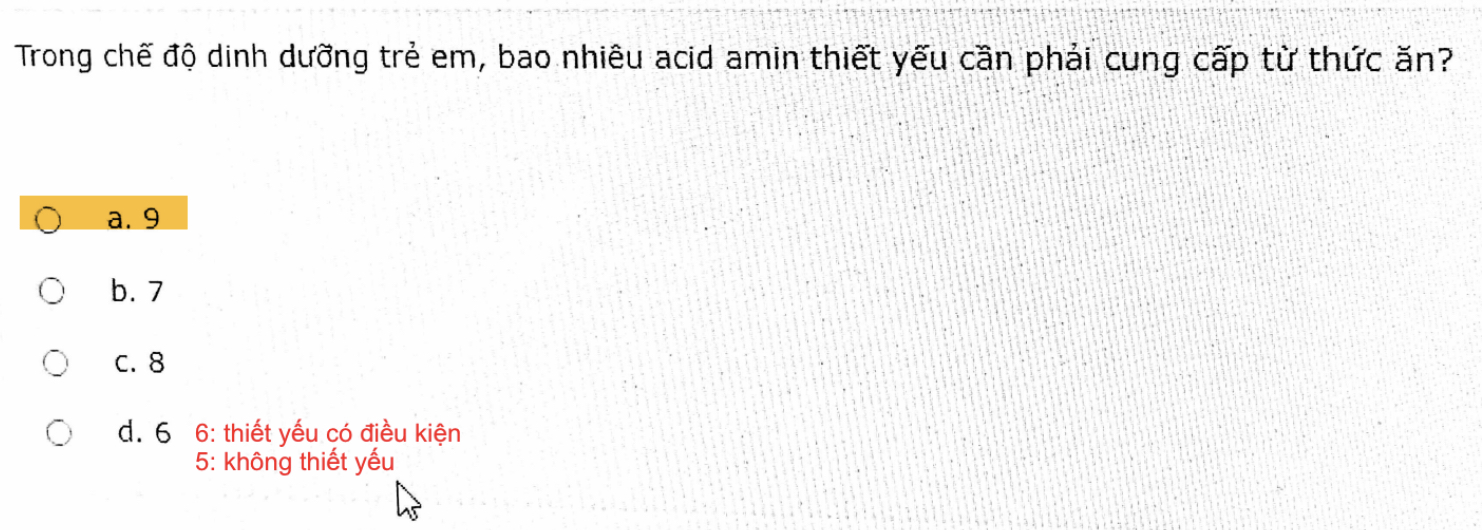 Trong chế độ dinh dưỡng trẻ em, bao nhiêu acid amin thiết yếu cần phải cung cấp từ thức ăn?
a. 9
b. 7
c. 8
d. 6 6: thiết yếu có điều kiện
5: không thiết yếu